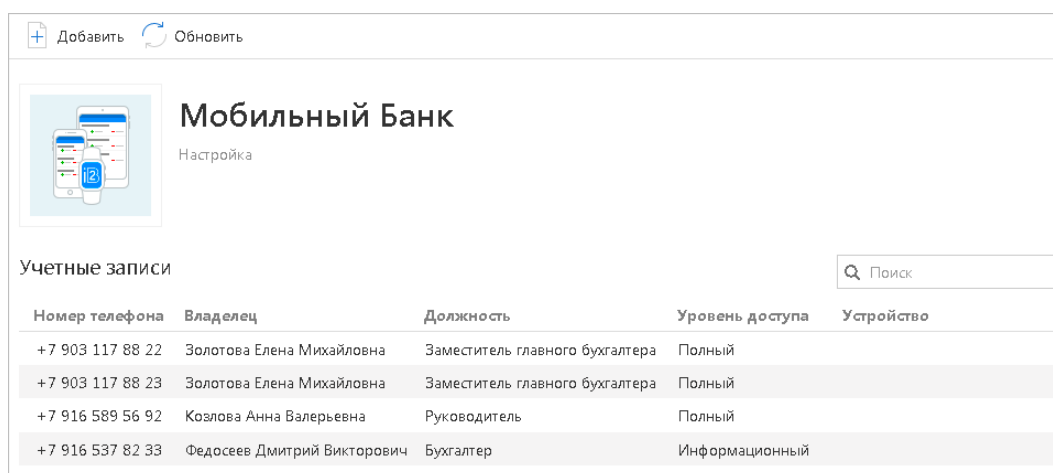 Добавить Обновить
Мобильный Банк
Настройка
i2
Учетные записи
Поиск
Номер телефона Владелец Должность Уровень доступа Устройство
+7 903 117 88 22 Золотова Елена Михайловна Заместитель главного бухгалтера Полный
+7 903 117 88 23 Золотова Елена Михайловна Заместитель главного бухгалтера Полный
+7 916 589 56 92 Козлова Анна Валерьевна Руководитель Полный
+7 916 537 82 33 Федосеев Дмитрий Викторович Бухгалтер Информационный